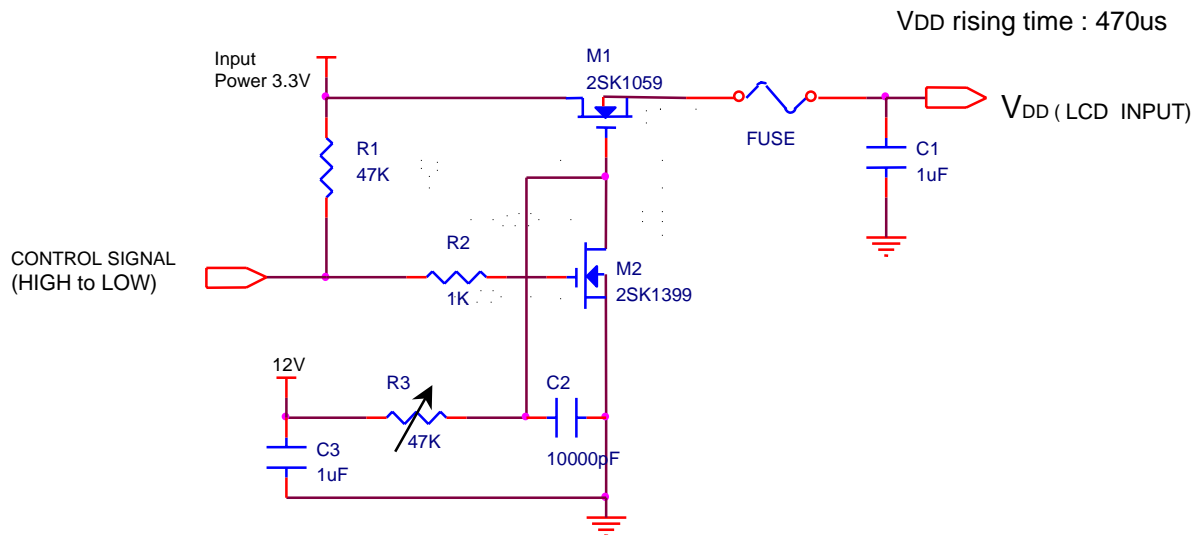 VDD rising time : 470us
Input
Power 3.3V
M1
2SK1059
FUSE
VDD ( LCD INPUT)
R1
47K
C1
1uF
CONTROL SIGNAL
(HIGH to LOW)
R2
1K
M2
2SK1399
12V
R3
47K
C2
10000pF
C3
1uF